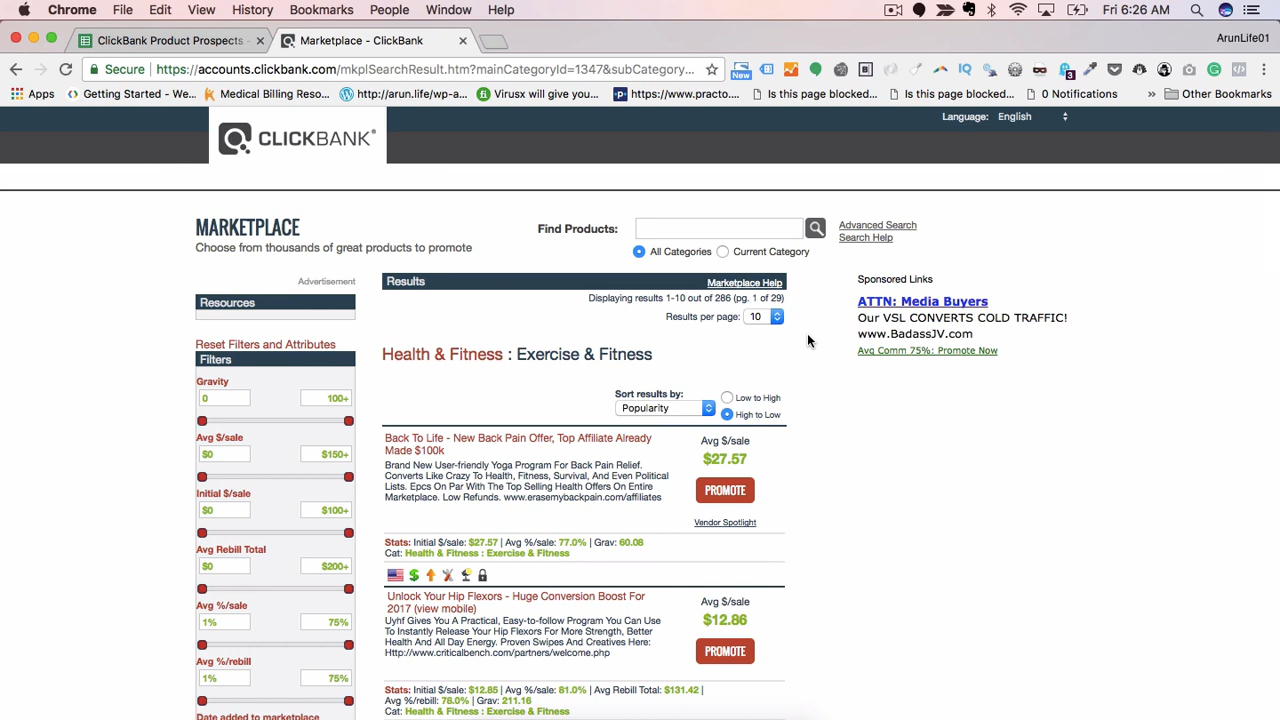 Chrome File Edit View History Bookmarks People Window Help Fri 6:26 AM
ClickBank Product Prospects - Marketplace - ClickBank ArunLife01
Secure https://accounts.clickbank.com/mkplSearchResult.htm?mainCategoryId=1347&subCategory... New 3
Apps Getting Started - We... Medical Billing Reso... http://arun.life/wp-a... Virusx will give you... https://www.practo.... Is this page blocked... Is this page blocked... 0 Notifications » Other Bookmarks
Language: English
CLICKBANK®
MARKETPLACE
Choose from thousands of great products to promote
Find Products:
Advanced Search
Search Help
All Categories Current Category
Advertisement
Resources
Reset Filters and Attributes
Filters
Gravity
0 100+
Avg $/sale
$0 $150+
Initial $/sale
$0 $100+
Avg Rebill Total
$0 $200+
Avg %/sale
1% 75%
Avg %/rebill
1% 75%
Date added to marketplace
Results Marketplace Help
Displaying results 1-10 out of 286 (pg. 1 of 29)
Results per page: 10
Health & Fitness : Exercise & Fitness
Sort results by:
Popularity
Low to High
High to Low
Back To Life - New Back Pain Offer, Top Affiliate Already
Made $100k
Brand New User-friendly Yoga Program For Back Pain Relief.
Converts Like Crazy To Health, Fitness, Survival, And Even Political
Lists. Epcs On Par With The Top Selling Health Offers On Entire
Marketplace. Low Refunds. www.erasemybackpain.com/affiliates
Avg $/sale
$27.57
PROMOTE
Vendor Spotlight
Stats: Initial $/sale: $27.57 | Avg %/sale: 77.0% | Grav: 60.08
Cat: Health & Fitness : Exercise & Fitness
Unlock Your Hip Flexors - Huge Conversion Boost For
2017 (view mobile)
Uyhf Gives You A Practical, Easy-to-follow Program You Can Use
To Instantly Release Your Hip Flexors For More Strength, Better
Health And All Day Energy. Proven Swipes And Creatives Here:
Http://www.criticalbench.com/partners/welcome.php
Avg $/sale
$12.86
PROMOTE
Stats: Initial $/sale: $12.85 | Avg %/sale: 81.0% | Avg Rebill Total: $131.42 |
Avg %/rebill: 76.0% | Grav: 211.16
Cat: Health & Fitness : Exercise & Fitness
Sponsored Links
ATTN: Media Buyers
Our VSL CONVERTS COLD TRAFFIC!
www.BadassJV.com
Avg Comm 75%: Promote Now